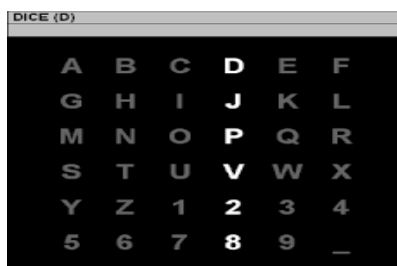 DICE (D)
A B C D E F
G H I J K L
M N O P Q R
S T U V W X
Y Z 1 2 3 4
5 6 7 8 9 _